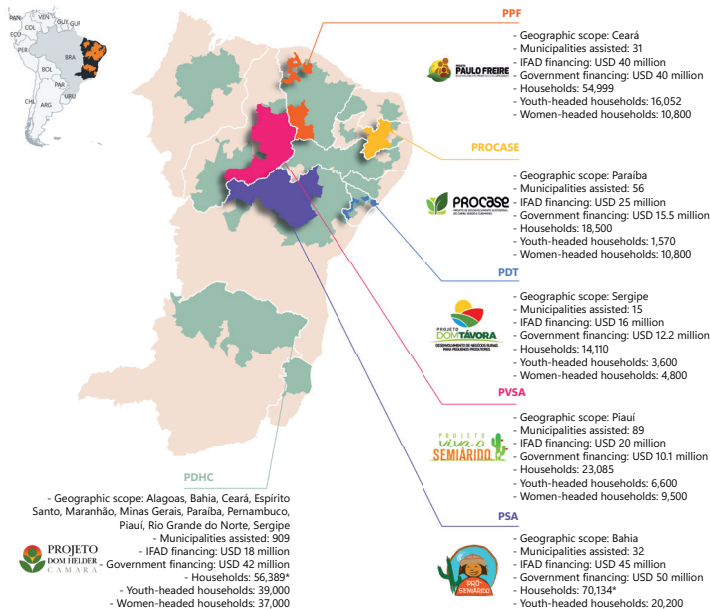 PAN
VEN
GUY
GUF
COL
ECU
PER
BRA
BOL
PAR
CHL
ARG
URU
PPF
PROJETO
PAULO FREIRE
- Geographic scope: Ceará
- Municipalities assisted: 31
- IFAD financing: USD 40 million
- Government financing: USD 40 million
- Households: 54,999
- Youth-headed households: 16,052
- Women-headed households: 10,800
PROCASE
PROCASE
- Geographic scope: Paraíba
- Municipalities assisted: 56
- IFAD financing: USD 25 million
- Government financing: USD 15.5 million
- Households: 18,500
- Youth-headed households: 1,570
- Women-headed households: 10,800
PDT
PROJETO
DOM TÁVORA
DESENVOLVIMENTO DE NEGÓCIOS RURAIS
PARA PEQUENOS PRODUTORES
- Geographic scope: Sergipe
- Municipalities assisted: 15
- IFAD financing: USD 16 million
- Government financing: USD 12.2 million
- Households: 14,110
- Youth-headed households: 3,600
- Women-headed households: 4,800
PVSA
PROJETO
viva o
SEMIÁRIDO
- Geographic scope: Piauí
- Municipalities assisted: 89
- IFAD financing: USD 20 million
- Government financing: USD 10.1 million
- Households: 23,085
- Youth-headed households: 6,600
- Women-headed households: 9,500
PDHC
PROJETO
DOM HELDER
CAMARA
- Geographic scope: Alagoas, Bahia, Ceará, Espírito
Santo, Maranhão, Minas Gerais, Paraíba, Pernambuco,
Piauí, Rio Grande do Norte, Sergipe
- Municipalities assisted: 909
- IFAD financing: USD 18 million
- Government financing: USD 42 million
- Households: 56,389*
- Youth-headed households: 39,000
- Women-headed households: 37,000
PSA
PRÓ-
SEMIÁRIDO
- Geographic scope: Bahia
- Municipalities assisted: 32
- IFAD financing: USD 45 million
- Government financing: USD 50 million
- Households: 70,134*
- Youth-headed households: 20,200